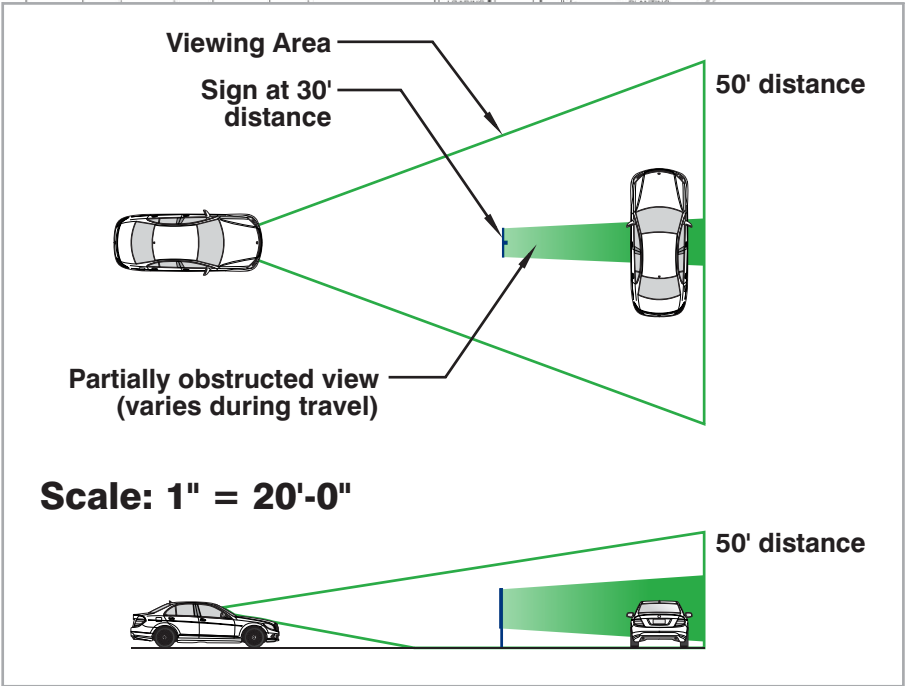 Viewing Area
Sign at 30'
distance
50' distance
Partially obstructed view
(varies during travel)
Scale: 1" = 20'-0"
50' distance